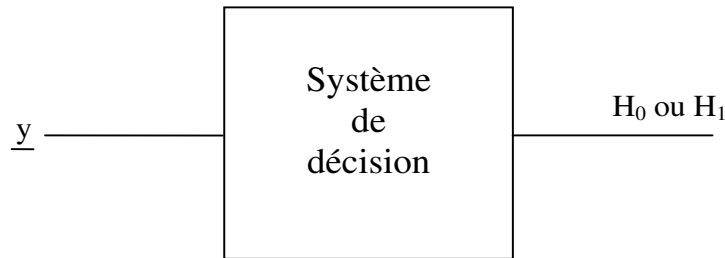 y
Système
de
décision
H₀ ou H₁